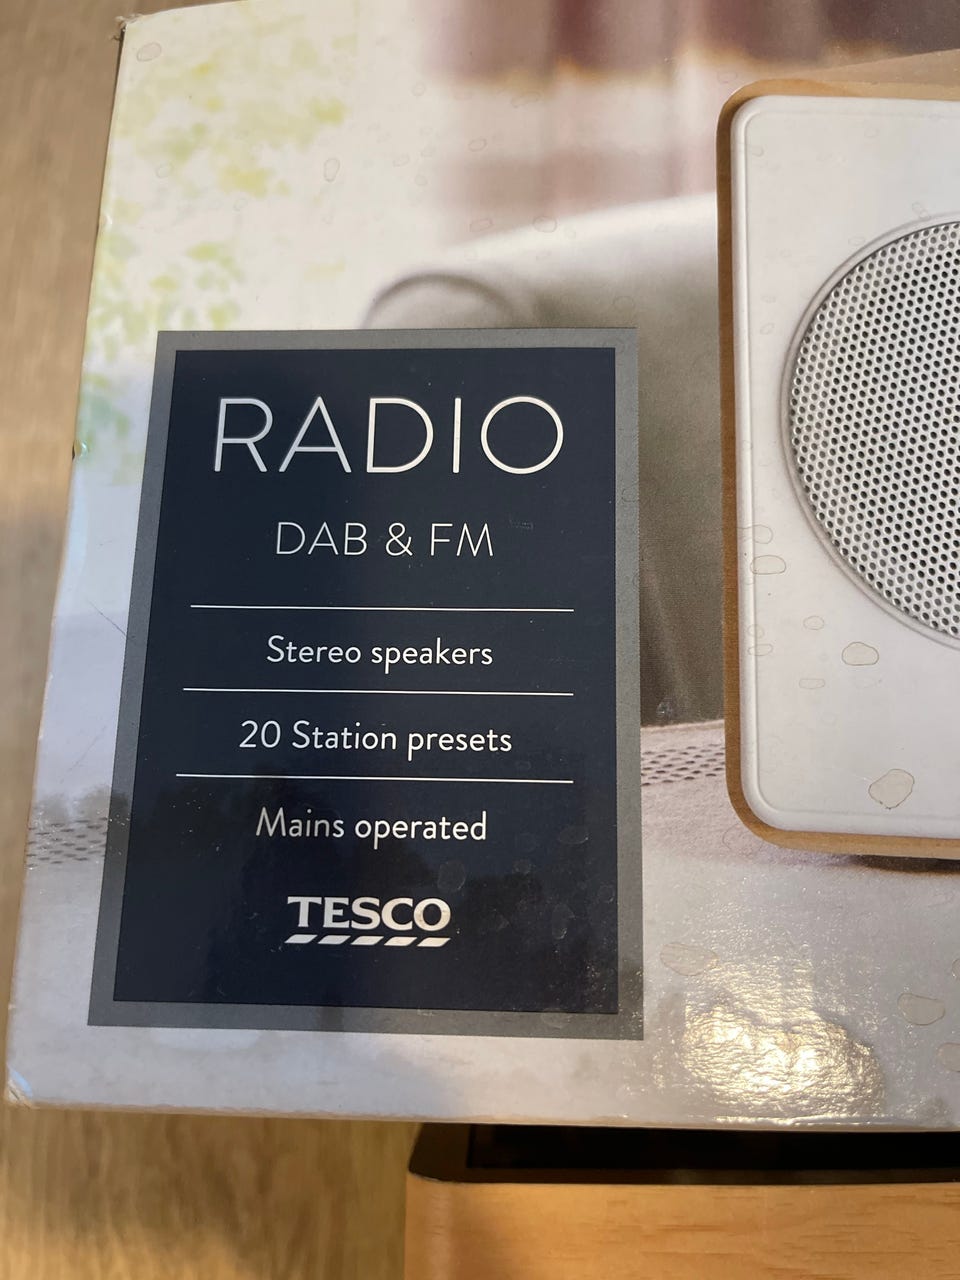 RADIO
DAB & FM
Stereo speakers
20 Station presets
Mains operated
TESCO